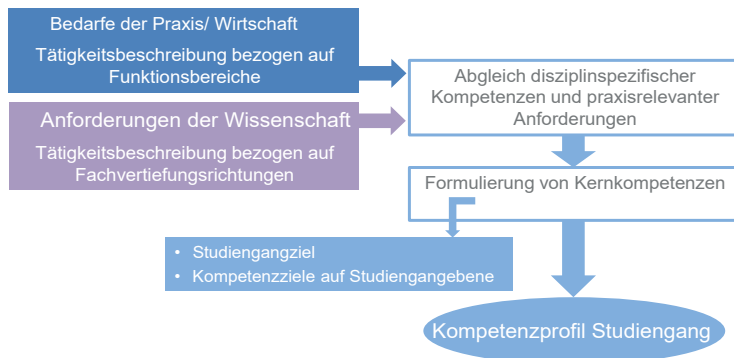 Bedarfe der Praxis/ Wirtschaft
Tätigkeitsbeschreibung bezogen auf
Funktionsbereiche
Anforderungen der Wissenschaft
Tätigkeitsbeschreibung bezogen auf
Fachvertiefungsrichtungen
Abgleich disziplinspezifischer
Kompetenzen und praxisrelevanter
Anforderungen
Formulierung von Kernkompetenzen
• Studiengangziel
• Kompetenzziele auf Studiengangebene
Kompetenzprofil Studiengang